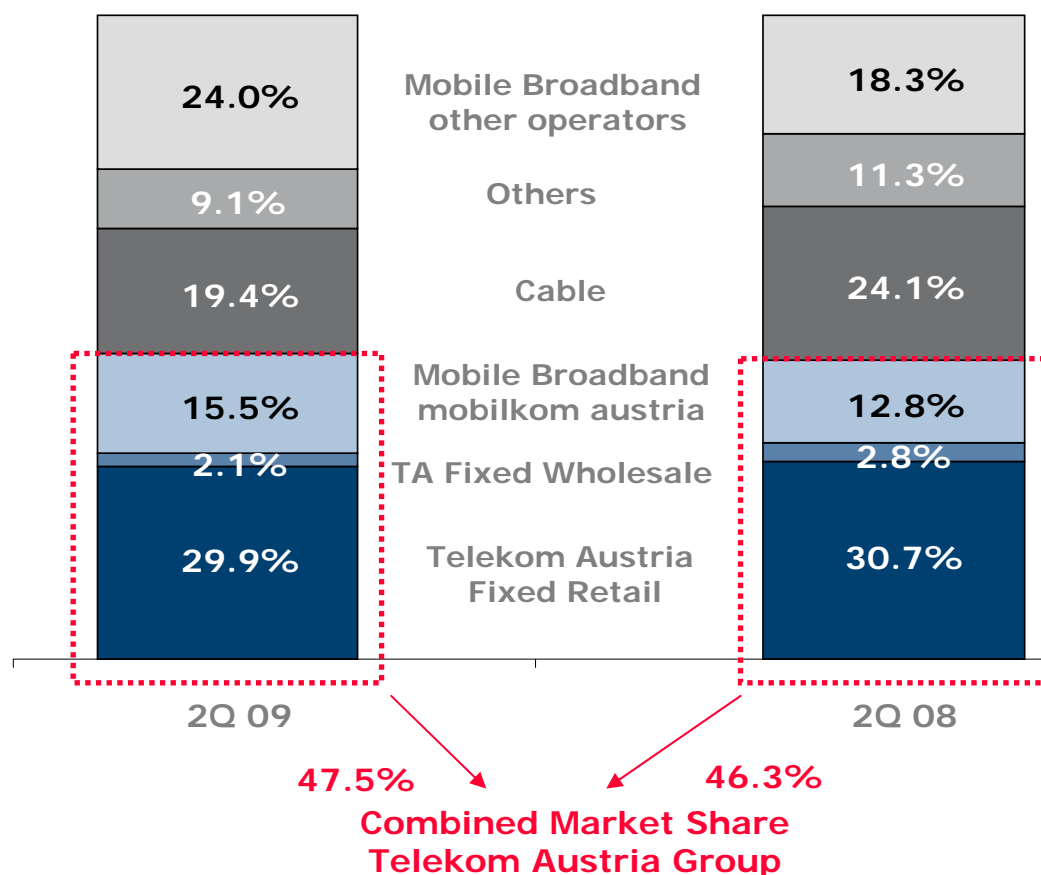 24.0%
Mobile Broadband
other operators
18.3%
9.1%
Others
11.3%
19.4%
Cable
24.1%
15.5%
Mobile Broadband
mobilkom austria
12.8%
2.1%
TA Fixed Wholesale
2.8%
29.9%
Telekom Austria
Fixed Retail
30.7%
2Q 09
2Q 08
47.5%
46.3%
Combined Market Share
Telekom Austria Group